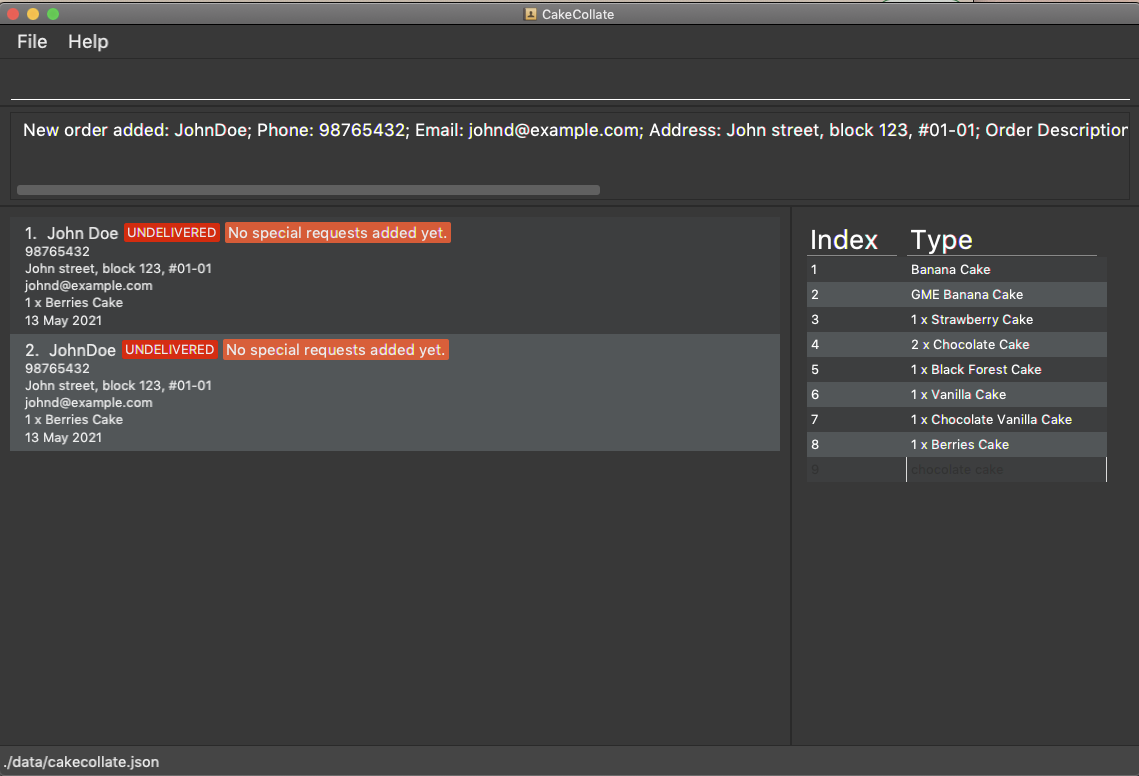 CakeCollate
File Help
New order added: JohnDoe; Phone: 98765432; Email: johnd@example.com; Address: John street, block 123, #01-01; Order Description
1. John Doe UNDELIVERED No special requests added yet.
98765432
John street, block 123, #01-01
johnd@example.com
1 x Berries Cake
13 May 2021
2. JohnDoe UNDELIVERED No special requests added yet.
98765432
John street, block 123, #01-01
johnd@example.com
1 x Berries Cake
13 May 2021
Index Type
1 Banana Cake
2 GME Banana Cake
3 1 x Strawberry Cake
4 2 x Chocolate Cake
5 1 x Black Forest Cake
6 1 x Vanilla Cake
7 1 x Chocolate Vanilla Cake
8 1 x Berries Cake
9 chocolate cake
./data/cakecollate.json